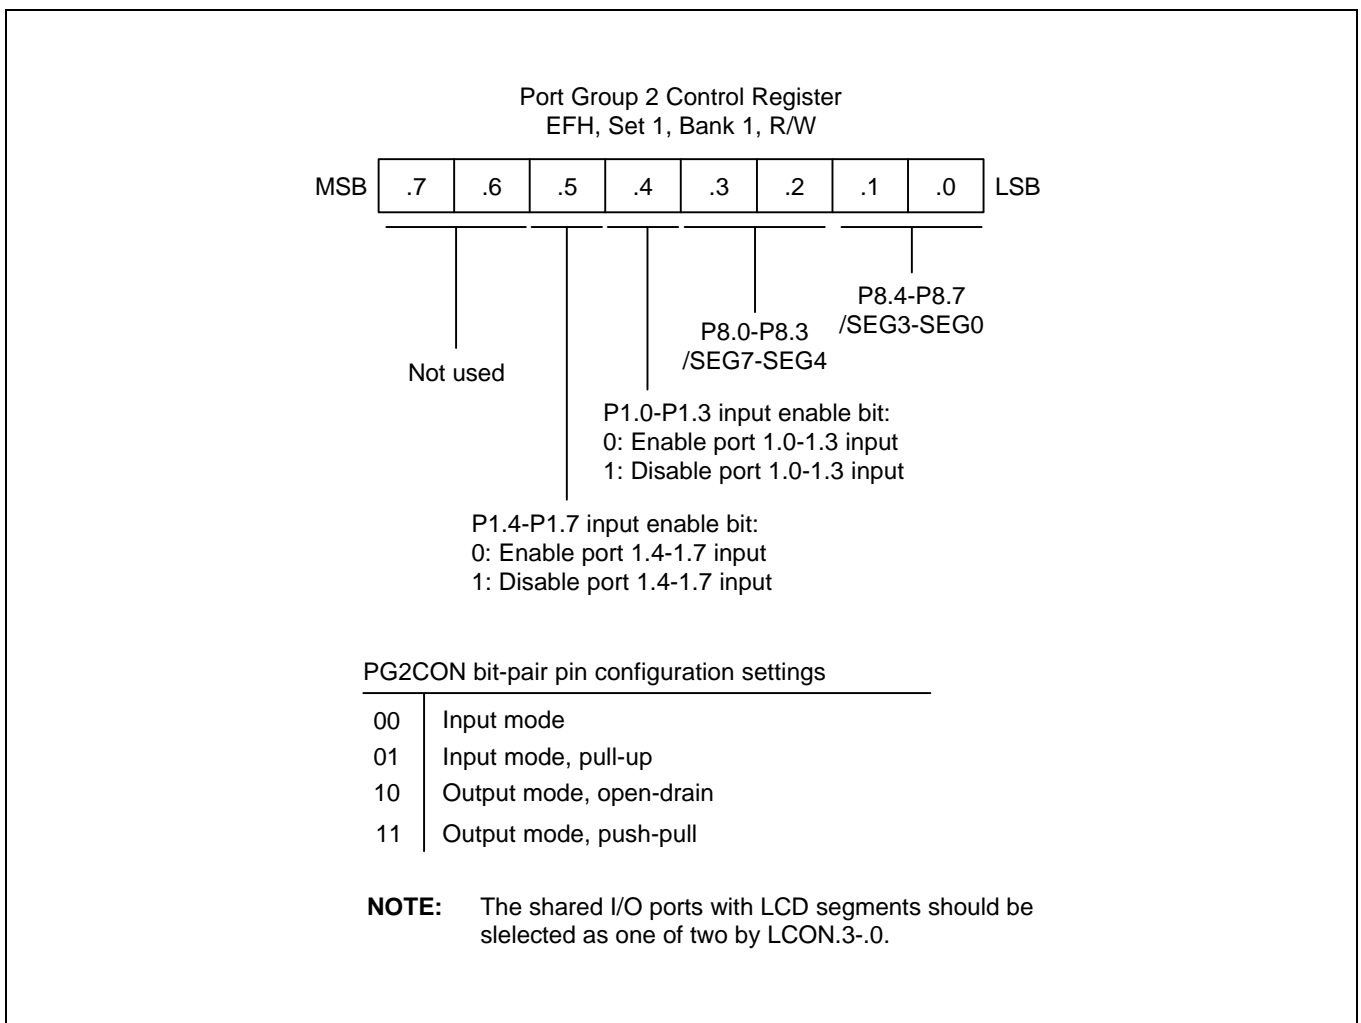 Port Group 2 Control Register
EFH, Set 1, Bank 1, R/W
MSB .7 .6 .5 .4 .3 .2 .1 .0 LSB
P8.4-P8.7
/SEG3-SEG0
P8.0-P8.3
/SEG7-SEG4
Not used
P1.0-P1.3 input enable bit:
0: Enable port 1.0-1.3 input
1: Disable port 1.0-1.3 input
P1.4-P1.7 input enable bit:
0: Enable port 1.4-1.7 input
1: Disable port 1.4-1.7 input
PG2CON bit-pair pin configuration settings
00 Input mode
01 Input mode, pull-up
10 Output mode, open-drain
11 Output mode, push-pull
NOTE: The shared I/O ports with LCD segments should be
slelected as one of two by LCON.3-.0.